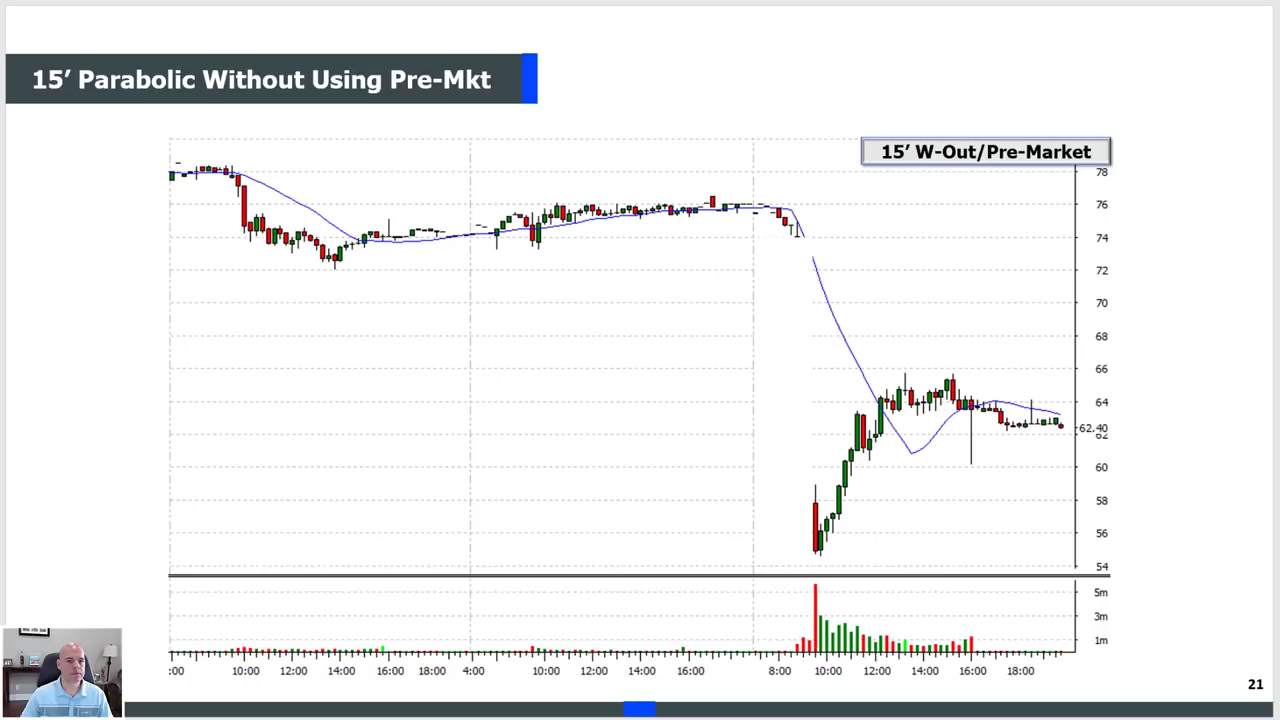 15’ Parabolic Without Using Pre-Mkt
15’ W-Out/Pre-Market
78
76
74
72
70
68
66
64
62.40
62
60
58
56
54
5m
3m
1m
:00 10:00 12:00 14:00 16:00 18:00 4:00 10:00 12:00 14:00 16:00 8:00 10:00 12:00 14:00 16:00 18:00
21